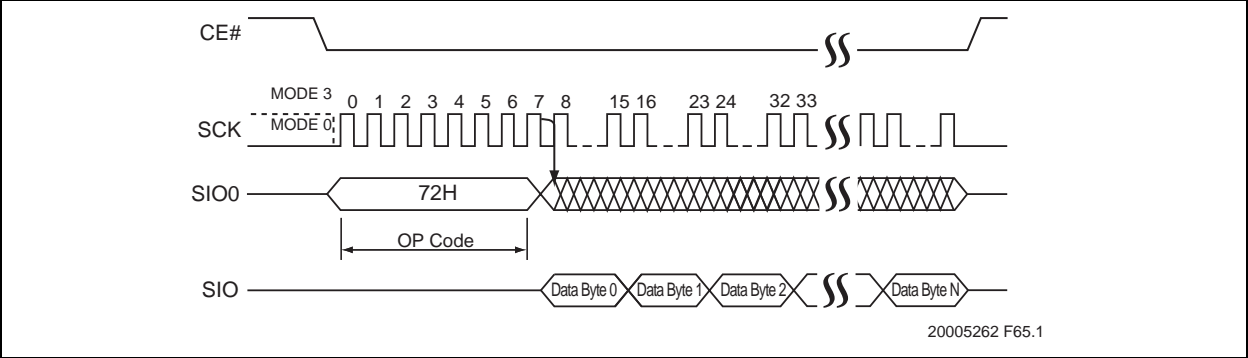 CE#
MODE 3
0 1 2 3 4 5 6 7 8 15 16 23 24 32 33
SCK
MODE 0
SIO0
72H
OP Code
SIO
Data Byte 0 Data Byte 1 Data Byte 2 Data Byte N
20005262 F65.1